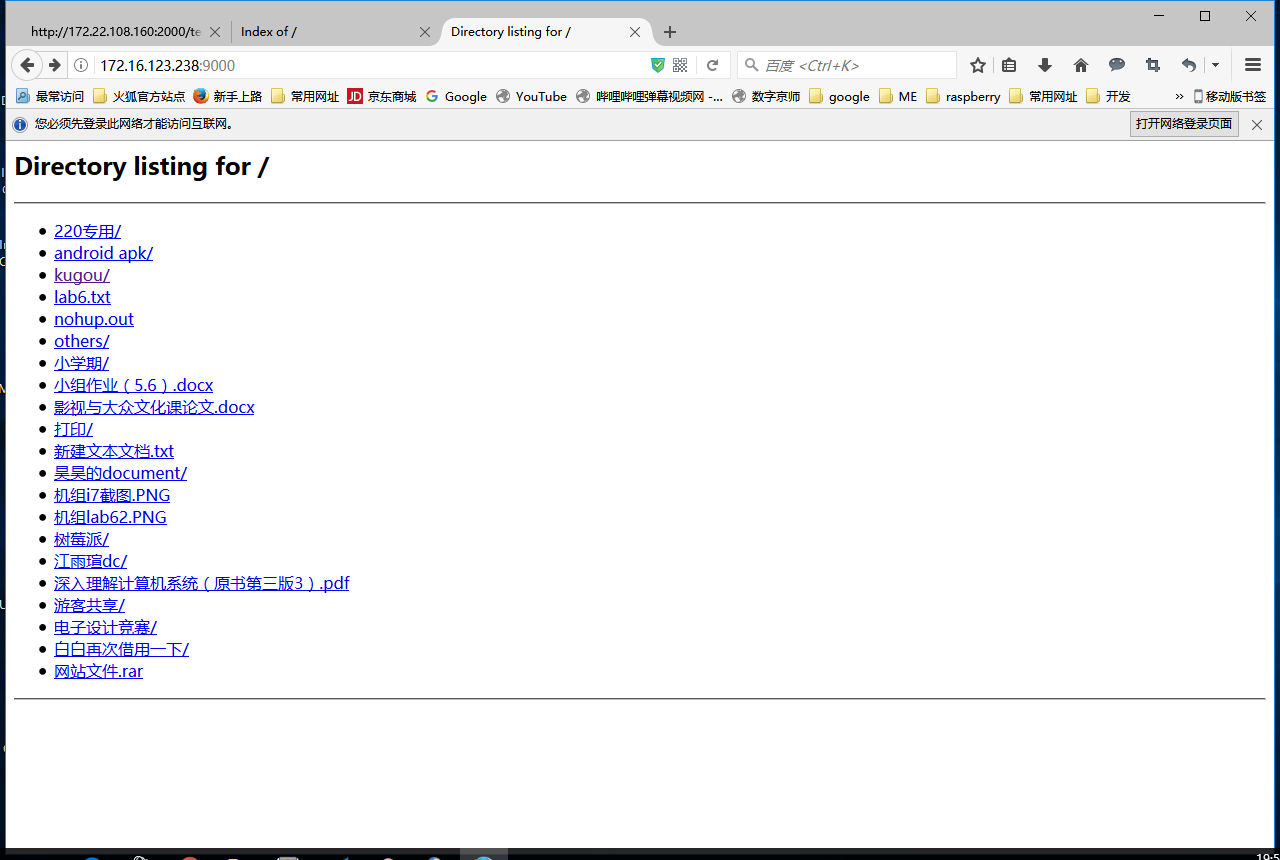 http://172.22.108.160:2000/te
Index of /
Directory listing for /
172.16.123.238:9000
百度 <Ctrl+K>
最常访问 火狐官方站点 新手上路 常用网址 JD 京东商城 G Google YouTube 哔哩哔哩弹幕视频网 -... 数字京师 google ME raspberry 常用网址 开发 » 移动版书签
您必须先登录此网络才能访问互联网。 打开网络登录页面
Directory listing for /
220专用/
android apk/
kugou/
lab6.txt
nohup.out
others/
小学期/
小组作业（5.6）.docx
影视与大众文化课论文.docx
打印/
新建文本文档.txt
昊昊的document/
机组i7截图.PNG
机组lab62.PNG
树莓派/
江雨瑄dc/
深入理解计算机系统（原书第三版3）.pdf
游客共享/
电子设计竞赛/
白白再次借用一下/
网站文件.rar